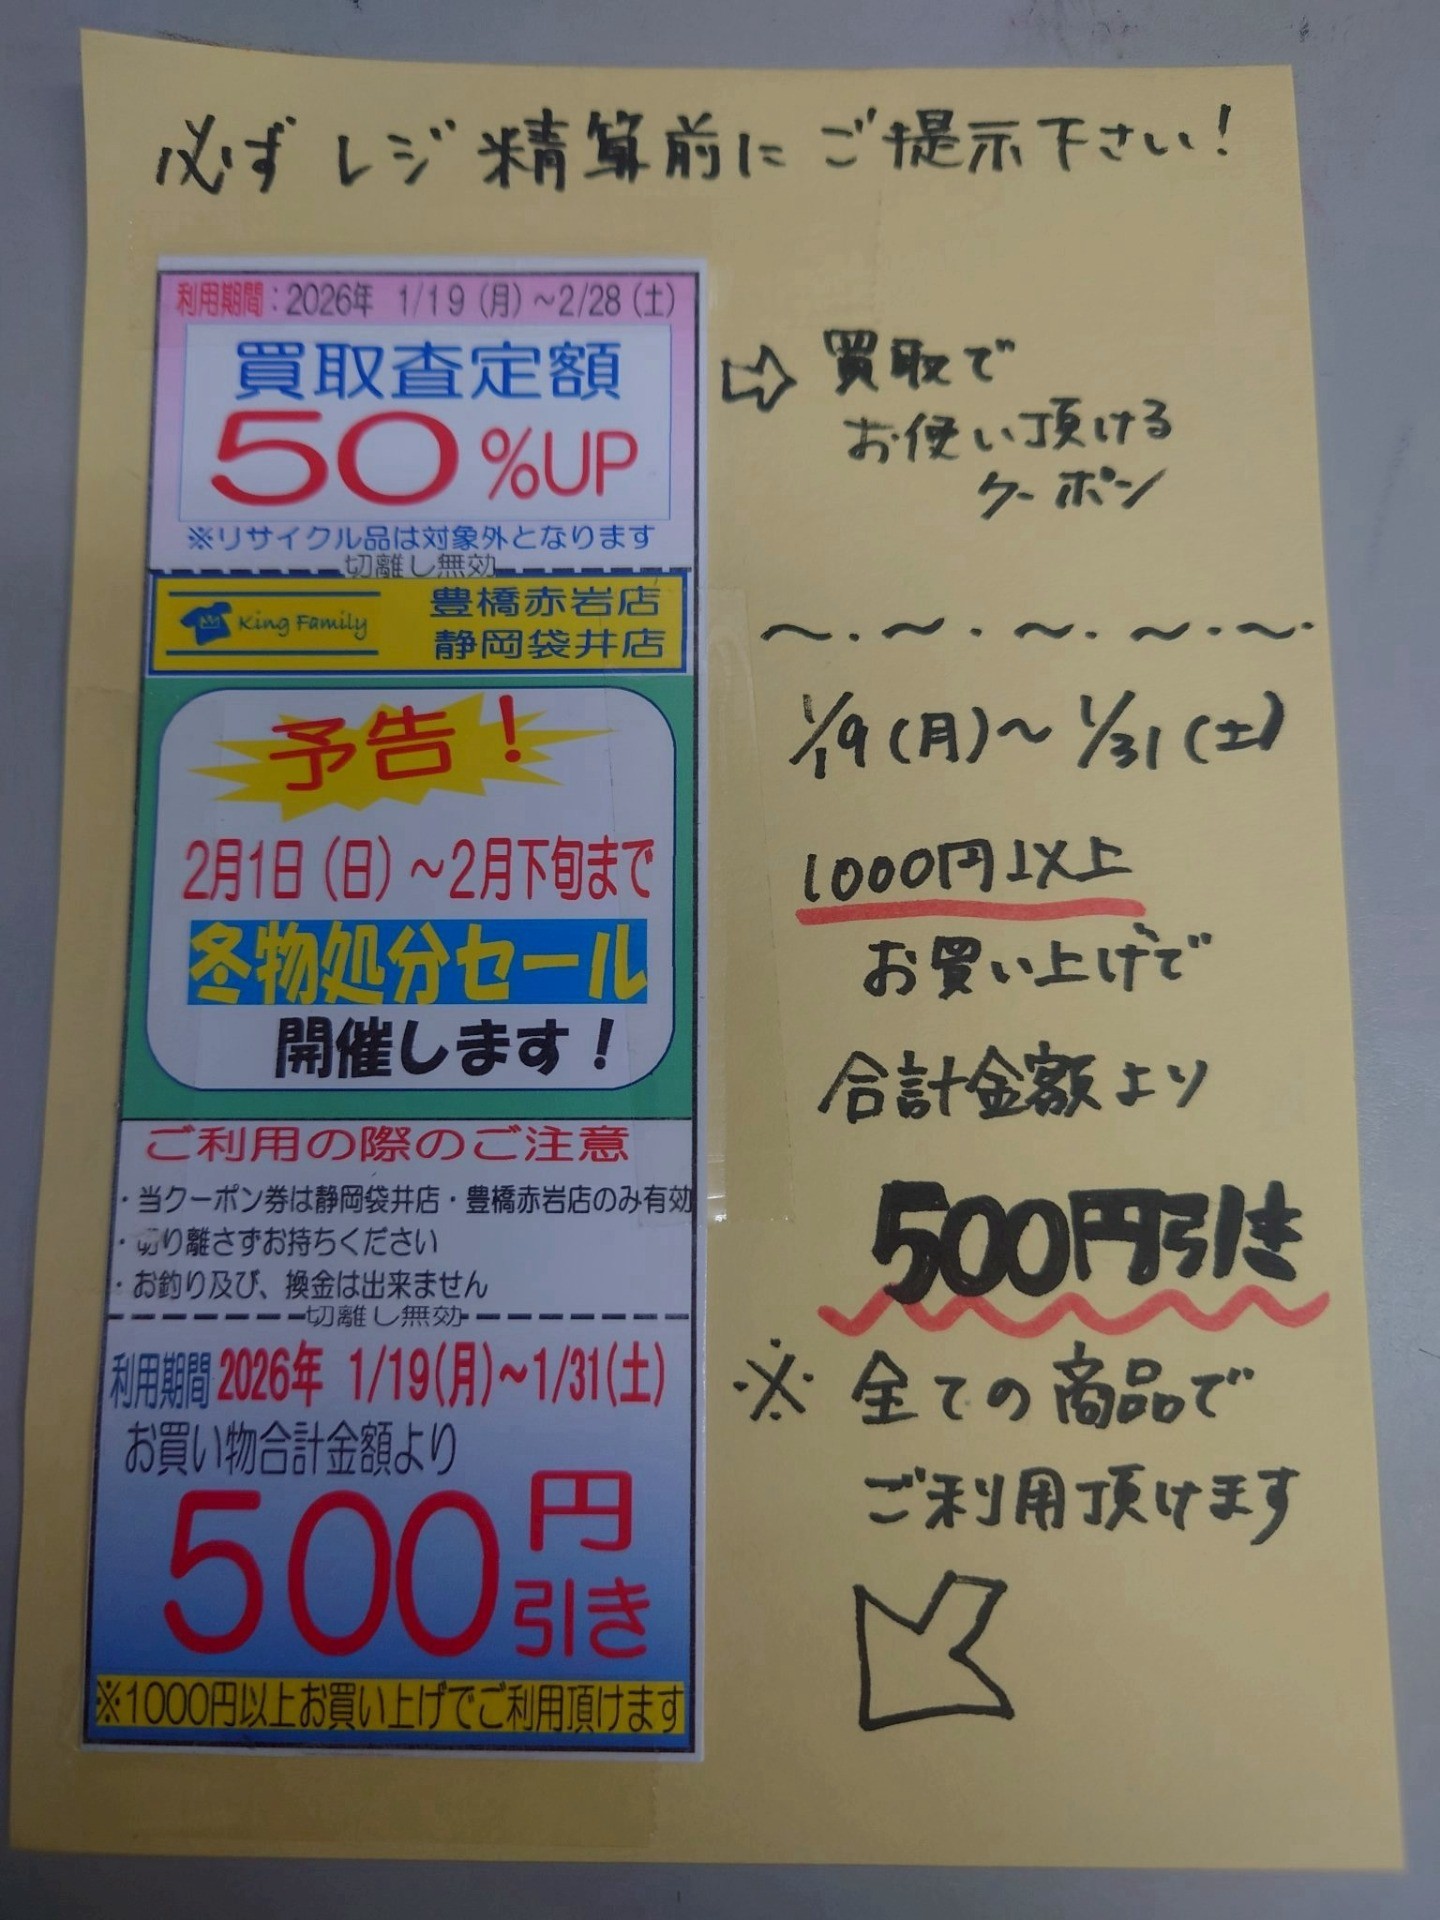 必ずレジ精算前にご提示下さい!
利用期間:2026年 1/19(月)~2/28(土)
買取査定額
50%UP
※リサイクル品は対象外となります
切離し無効
King Family
豊橋赤岩店
静岡袋井店
予告!
2月1日(日)~2月下旬まで
冬物処分セール
開催します!
ご利用の際のご注意
・当クーポン券は静岡袋井店・豊橋赤岩店のみ有効
・切り離さずお持ちください
・お釣り及び、換金は出来ません
切離し無効
利用期間 2026年 1/19(月)~1/31(土)
お買い物合計金額より
500円引き
※1000円以上お買い上げでご利用頂けます
買取で
お使い頂ける
クーポン
~・~・~・~・~・
1/19(月)~1/31(土)
1000円以上
お買い上げで
合計金額より
500円引き
※全ての商品で
ご利用頂けます